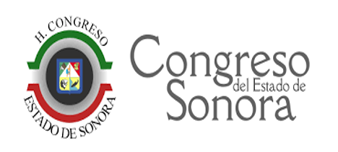 H. CONGRESO
ESTADO DE SONORA
Congreso
del Estado de
Sonora